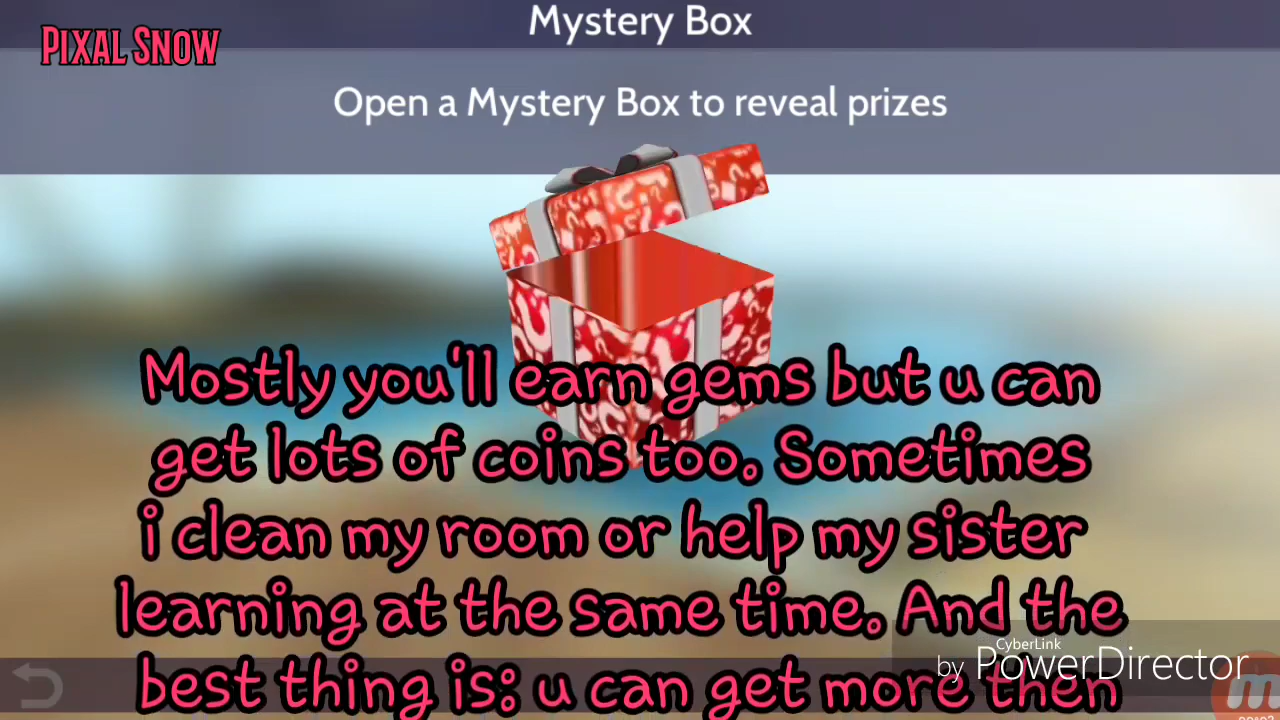 Mystery Box
PIXAL SNOW
Open a Mystery Box to reveal prizes
Mostly you'll earn gems but u can
get lots of coins too. Sometimes
i clean my room or help my sister
learning at the same time. And the
best thing is: u can get more then
CyberLink
by PowerDirector